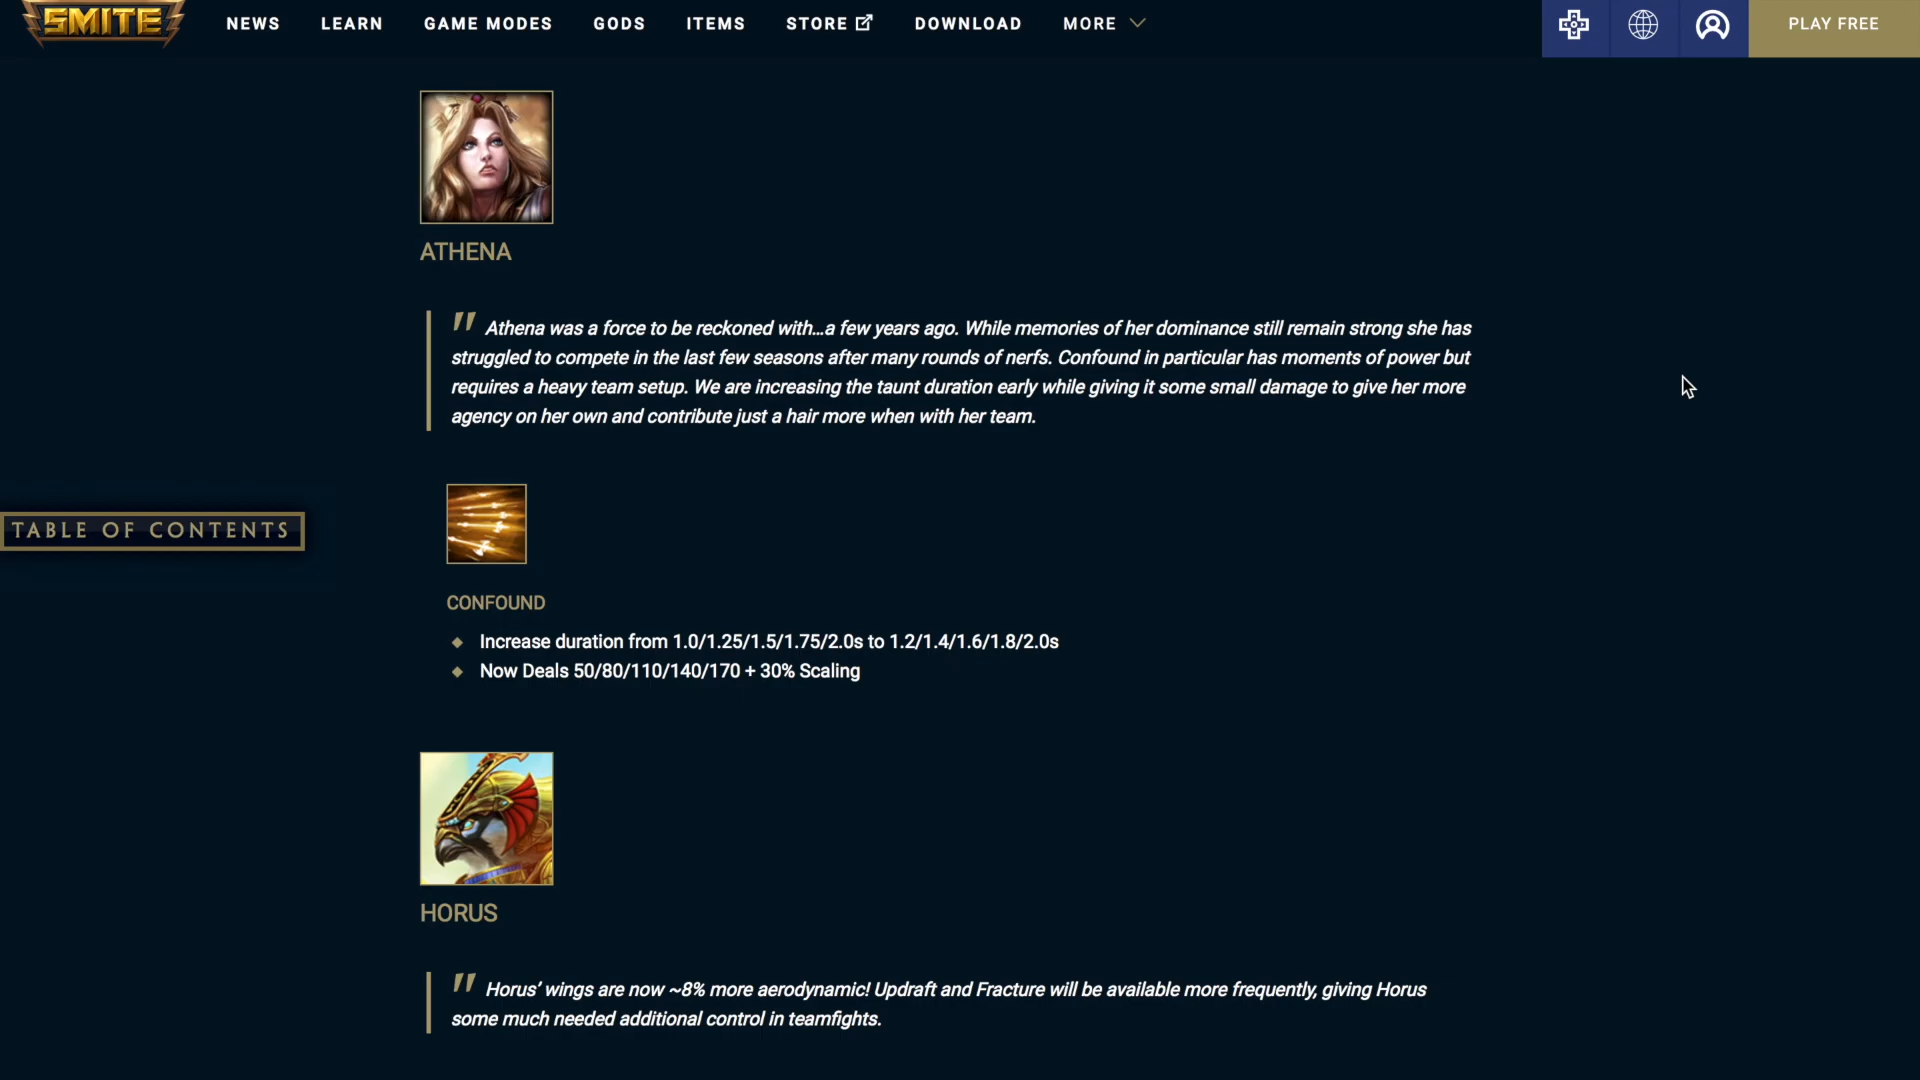 SMITE
NEWS LEARN GAME MODES GODS ITEMS STORE DOWNLOAD MORE PLAY FREE
ATHENA
" Athena was a force to be reckoned with...a few years ago. While memories of her dominance still remain strong she has
struggled to compete in the last few seasons after many rounds of nerfs. Confound in particular has moments of power but
requires a heavy team setup. We are increasing the taunt duration early while giving it some small damage to give her more
agency on her own and contribute just a hair more when with her team.
TABLE OF CONTENTS
CONFOUND
Increase duration from 1.0/1.25/1.5/1.75/2.0s to 1.2/1.4/1.6/1.8/2.0s
Now Deals 50/80/110/140/170 + 30% Scaling
HORUS
" Horus’ wings are now ~8% more aerodynamic! Updraft and Fracture will be available more frequently, giving Horus
some much needed additional control in teamfights.